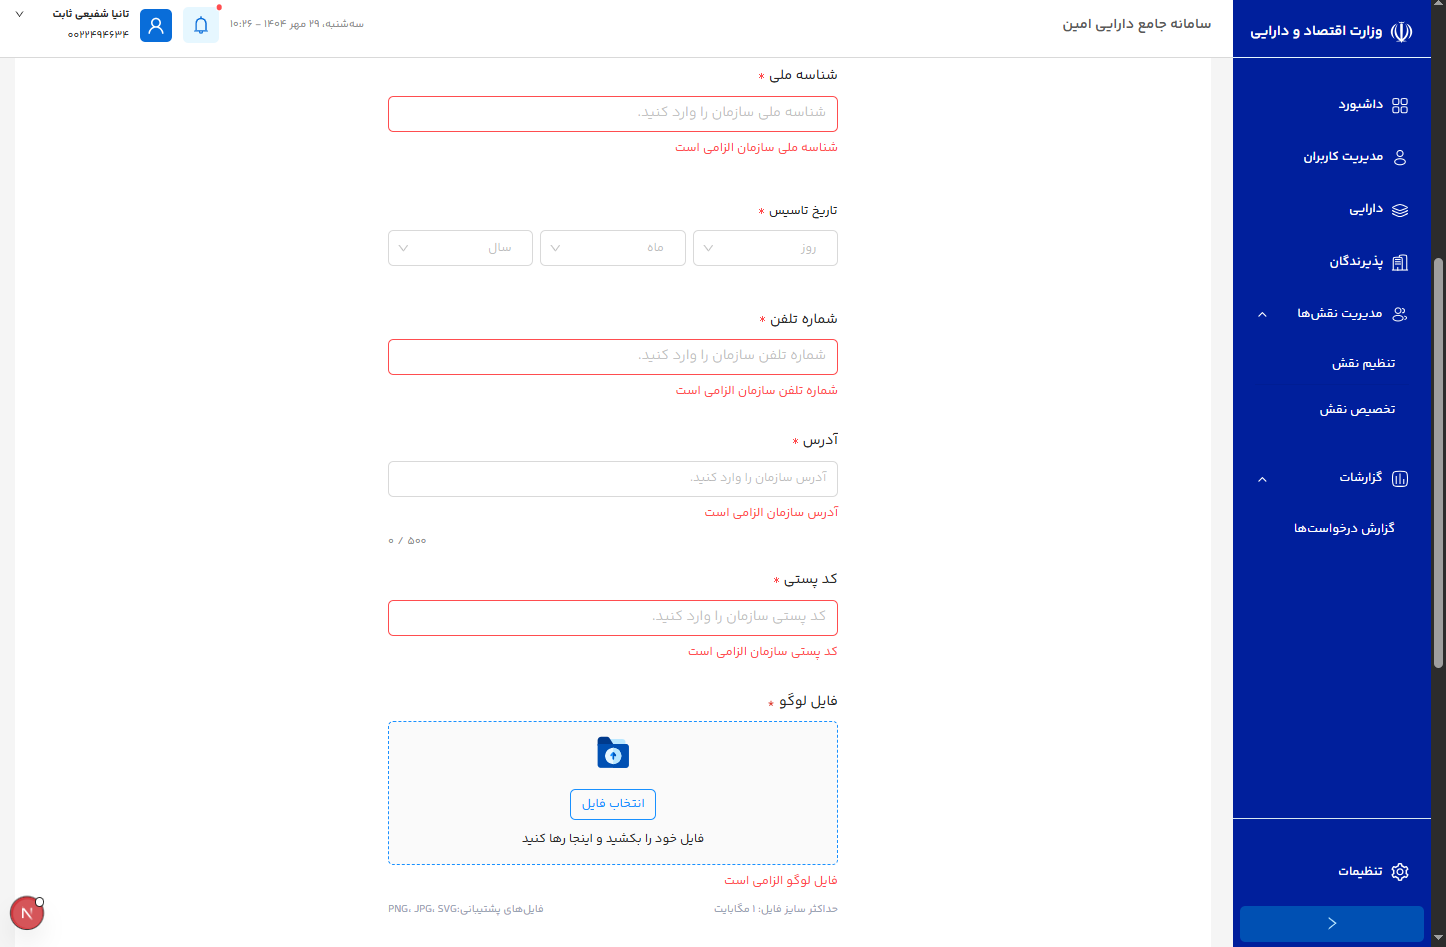 وزارت اقتصاد و دارایی
سامانه جامع دارایی امین
سه‌شنبه، ۲۹ مهر ۱۴۰۴ - ۱۰:۲۶
تانیا شفیعی ثابت
۰۰۲۲۴۹۴۶۳۴
داشبورد
مدیریت کاربران
دارایی
پذیرندگان
مدیریت نقش‌ها
تنظیم نقش
تخصیص نقش
گزارشات
گزارش درخواست‌ها
تنظیمات
شناسه ملی *
شناسه ملی سازمان را وارد کنید.
شناسه ملی سازمان الزامی است
تاریخ تاسیس *
روز ماه سال
شماره تلفن *
شماره تلفن سازمان را وارد کنید.
شماره تلفن سازمان الزامی است
آدرس *
آدرس سازمان را وارد کنید.
آدرس سازمان الزامی است
۰ / ۵۰۰
کد پستی *
کد پستی سازمان را وارد کنید.
کد پستی سازمان الزامی است
فایل لوگو *
انتخاب فایل
فایل خود را بکشید و اینجا رها کنید
فایل لوگو الزامی است
حداکثر سایز فایل: ۱ مگابایت
فایل‌های پشتیبانی:PNG، JPG، SVG
N